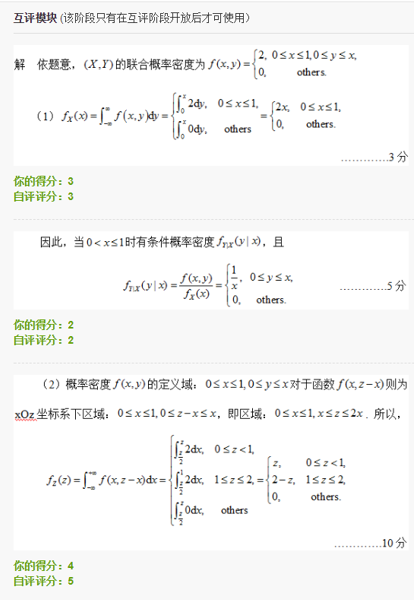 互评模块 (该阶段只有在互评阶段开放后才可使用)
解 依题意，(X,Y)的联合概率密度为 f(x,y)={2, 0≤x≤1,0≤y≤x, 0, others.
（1）f_X(x)=∫_{-∞}^{∞} f(x,y)dy={∫_0^x 2dy, 0≤x≤1, ∫_0^x 0dy, others ={2x, 0≤x≤1, 0, others.
…………3 分
你的得分：3
自评评分：3
因此，当 0<x≤1时有条件概率密度 f_{Y|X}(y|x)，且
f_{Y|X}(y|x)=f(x,y)/f_X(x)={1/x, 0≤y≤x, 0, others. …………5 分
你的得分：2
自评评分：2
（2）概率密度 f(x,y)的定义域：0≤x≤1,0≤y≤x 对于函数 f(x,z-x)则为
xOz 坐标系下区域：0≤x≤1,0≤z-x≤x，即区域：0≤x≤1,x≤z≤2x．所以，
f_Z(z)=∫_{-∞}^{+∞} f(x,z-x)dx={∫_{z/2}^{z} 2dx, 0≤z<1, ∫_{z/2}^{1} 2dx, 1≤z≤2, ∫_{z/2}^{z} 0dx, others ={z, 0≤z<1, 2-z, 1≤z≤2, 0, others.
…………10 分
你的得分：4
自评评分：5